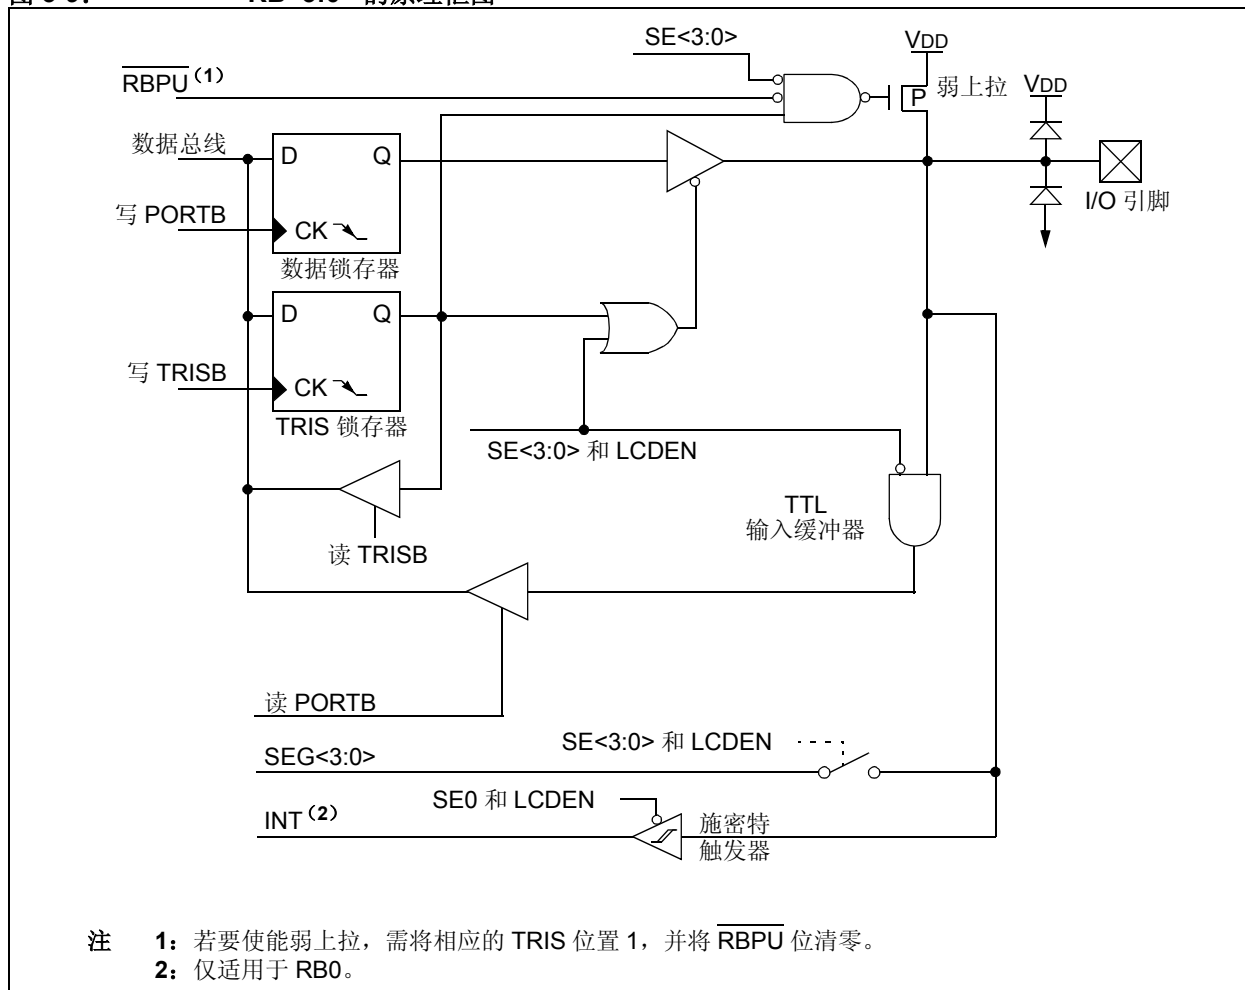 SE<3:0>
VDD
RBPU（1）
弱上拉
VDD
数据总线
D
Q
写 PORTB
CK
I/O 引脚
数据锁存器
D
Q
写 TRISB
CK
TRIS 锁存器
SE<3:0> 和 LCDEN
TTL
输入缓冲器
读 TRISB
读 PORTB
SE<3:0> 和 LCDEN
SEG<3:0>
SE0 和 LCDEN
INT（2）
施密特
触发器
P
注 1：若要使能弱上拉，需将相应的 TRIS 位置 1，并将 RBPU 位清零。
2：仅适用于 RB0。